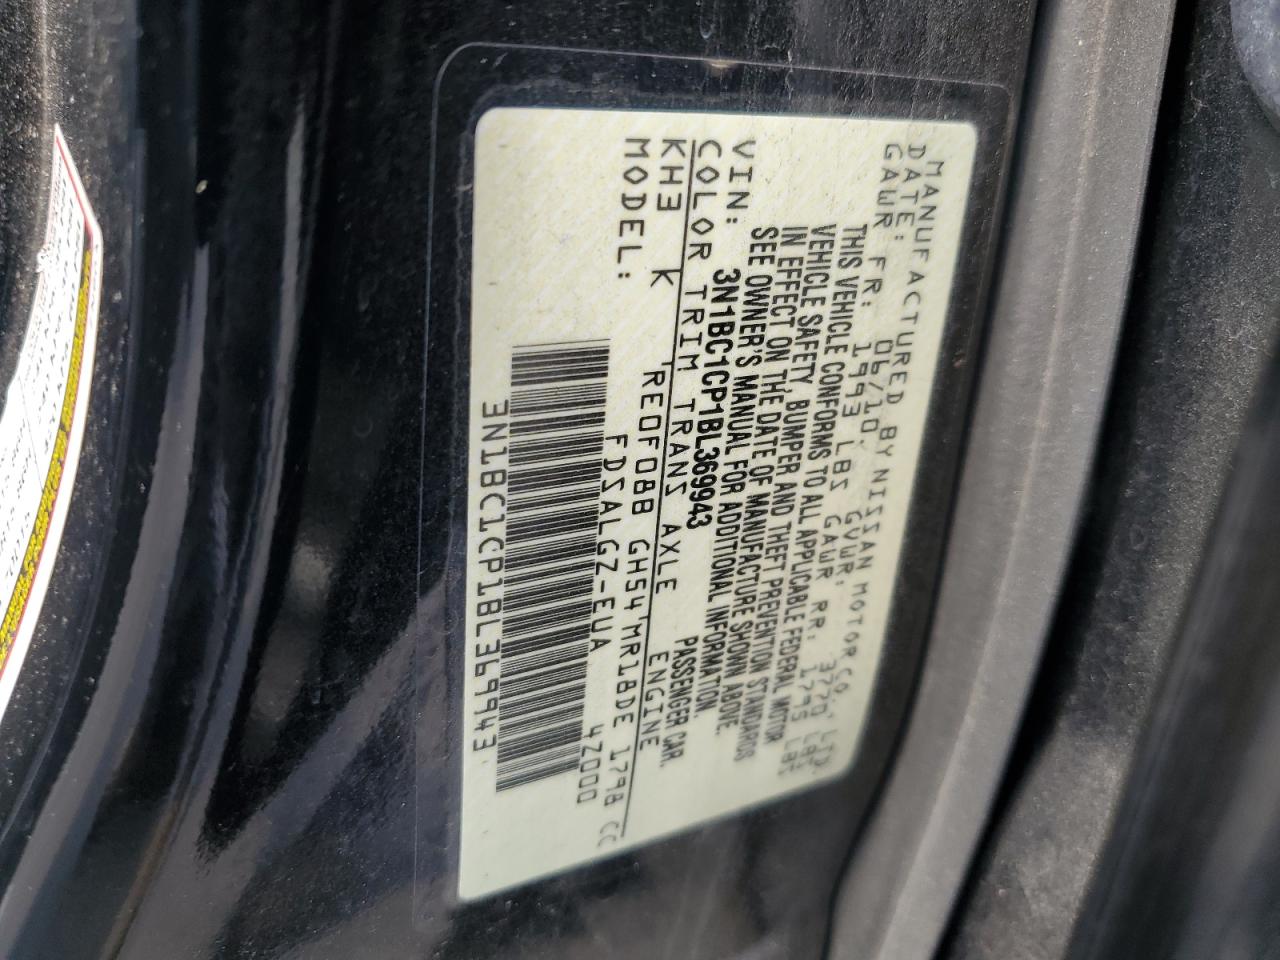 MANUFACTURED BY NISSAN MOTOR CO., LTD.
DATE: 06/10. GVWR: 3770 LBS
GAWR FR: 1993 LBS GAWR RR: 1795 LBS
THIS VEHICLE CONFORMS TO ALL APPLICABLE FEDERAL MOTOR
VEHICLE SAFETY, BUMPER AND THEFT PREVENTION STANDARDS
IN EFFECT ON THE DATE OF MANUFACTURE SHOWN ABOVE.
SEE OWNER'S MANUAL FOR ADDITIONAL INFORMATION.
VIN: 3N1BC1CP1BL369943 PASSENGER CAR.
COLOR TRIM TRANS AXLE ENGINE
KH3 K 'RE0F08B GH54'MR18DE 1798 CC
MODEL: FDSALGZ-EUA 4Z000
3N1BC1CP1BL369943